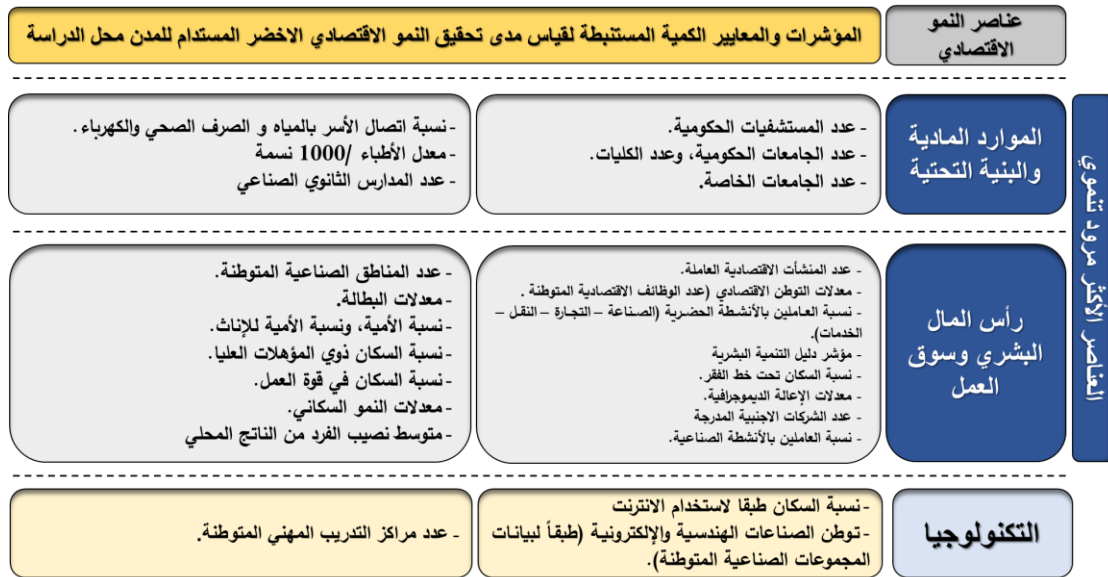 عناصر النمو
الاقتصادي
المؤشرات والمعايير الكمية المستنبطة لقياس مدى تحقيق النمو الاقتصادي الاخضر المستدام للمدن محل الدراسة
العناصر الأكثر مرود تنموي
الموارد المادية
والبنية التحتية
- عدد المستشفيات الحكومية.
- عدد الجامعات الحكومية، وعدد الكليات.
- عدد الجامعات الخاصة.
-نسبة اتصال الأسر بالمياه و الصرف الصحي والكهرباء.
- معدل الأطباء /1000 نسمة
- عدد المدارس الثانوي الصناعي
رأس المال
البشري وسوق
العمل
- عدد المنشأت الاقتصادية العاملة.
- معدلات التوطن الاقتصادي (عدد الوظائف الاقتصادية المتوطنة .
- نسبة العاملين بالأنشطة الحضرية (الصناعة – التجارة – النقل –
الخدمات).
- مؤشر دليل التنمية البشرية
- نسبة السكان تحت خط الفقر.
- معدلات الإعالة الديموجرافية.
- عدد الشركات الاجنبية المدرجة
- نسبة العاملين بالأنشطة الصناعية.
- عدد المناطق الصناعية المتوطنة.
- معدلات البطالة.
-نسبة الأمية، ونسبة الأمية للإناث.
-نسبة السكان ذوي المؤهلات العليا.
-نسبة السكان في قوة العمل.
-معدلات النمو السكاني.
-متوسط نصيب الفرد من الناتج المحلي
التكنولوجيا
-نسبة السكان طبقا لاستخدام الانترنت
-توطن الصناعات الهندسية والإلكترونية (طبقاً لبيانات
المجموعات الصناعية المتوطنة).
- عدد مراكز التدريب المهني المتوطنة.